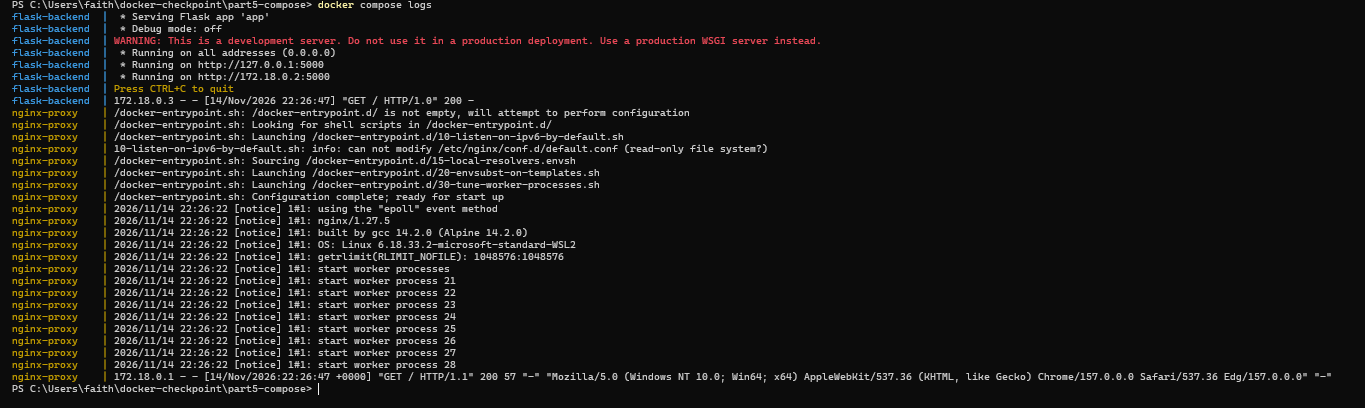 PS C:\Users\faith\docker-checkpoint\part5-compose> docker compose logs
flask-backend  |  * Serving Flask app 'app'
flask-backend  |  * Debug mode: off
flask-backend  | WARNING: This is a development server. Do not use it in a production deployment. Use a production WSGI server instead.
flask-backend  |  * Running on all addresses (0.0.0.0)
flask-backend  |  * Running on http://127.0.0.1:5000
flask-backend  |  * Running on http://172.18.0.2:5000
flask-backend  | Press CTRL+C to quit
flask-backend  | 172.18.0.3 - - [14/Nov/2026 22:26:47] "GET / HTTP/1.0" 200 -
nginx-proxy    | /docker-entrypoint.sh: /docker-entrypoint.d/ is not empty, will attempt to perform configuration
nginx-proxy    | /docker-entrypoint.sh: Looking for shell scripts in /docker-entrypoint.d/
nginx-proxy    | /docker-entrypoint.sh: Launching /docker-entrypoint.d/10-listen-on-ipv6-by-default.sh
nginx-proxy    | 10-listen-on-ipv6-by-default.sh: info: can not modify /etc/nginx/conf.d/default.conf (read-only file system?)
nginx-proxy    | /docker-entrypoint.sh: Sourcing /docker-entrypoint.d/15-local-resolvers.envsh
nginx-proxy    | /docker-entrypoint.sh: Launching /docker-entrypoint.d/20-envsubst-on-templates.sh
nginx-proxy    | /docker-entrypoint.sh: Launching /docker-entrypoint.d/30-tune-worker-processes.sh
nginx-proxy    | /docker-entrypoint.sh: Configuration complete; ready for start up
nginx-proxy    | 2026/11/14 22:26:22 [notice] 1#1: using the "epoll" event method
nginx-proxy    | 2026/11/14 22:26:22 [notice] 1#1: nginx/1.27.5
nginx-proxy    | 2026/11/14 22:26:22 [notice] 1#1: built by gcc 14.2.0 (Alpine 14.2.0)
nginx-proxy    | 2026/11/14 22:26:22 [notice] 1#1: OS: Linux 6.18.33.2-microsoft-standard-WSL2
nginx-proxy    | 2026/11/14 22:26:22 [notice] 1#1: getrlimit(RLIMIT_NOFILE): 1048576:1048576
nginx-proxy    | 2026/11/14 22:26:22 [notice] 1#1: start worker processes
nginx-proxy    | 2026/11/14 22:26:22 [notice] 1#1: start worker process 21
nginx-proxy    | 2026/11/14 22:26:22 [notice] 1#1: start worker process 22
nginx-proxy    | 2026/11/14 22:26:22 [notice] 1#1: start worker process 23
nginx-proxy    | 2026/11/14 22:26:22 [notice] 1#1: start worker process 24
nginx-proxy    | 2026/11/14 22:26:22 [notice] 1#1: start worker process 25
nginx-proxy    | 2026/11/14 22:26:22 [notice] 1#1: start worker process 26
nginx-proxy    | 2026/11/14 22:26:22 [notice] 1#1: start worker process 27
nginx-proxy    | 2026/11/14 22:26:22 [notice] 1#1: start worker process 28
nginx-proxy    | 172.18.0.1 - - [14/Nov/2026:22:26:47 +0000] "GET / HTTP/1.1" 200 57 "-" "Mozilla/5.0 (Windows NT 10.0; Win64; x64) AppleWebKit/537.36 (KHTML, like Gecko) Chrome/157.0.0.0 Safari/537.36 Edg/157.0.0.0" "-"
PS C:\Users\faith\docker-checkpoint\part5-compose>